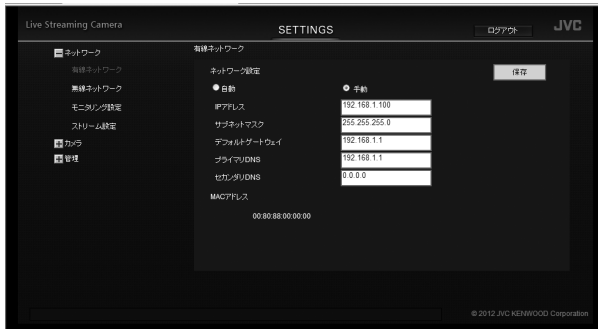 Live Streaming Camera
SETTINGS
ログアウト
JVC
ネットワーク
有線ネットワーク
無線ネットワーク
モニタリング設定
ストリーム設定
カメラ
管理
有線ネットワーク
ネットワーク設定
保存
自動
手動
IPアドレス
192.168.1.100
サブネットマスク
255.255.255.0
デフォルトゲートウェイ
192.168.1.1
プライマリDNS
192.168.1.1
セカンダリDNS
0.0.0.0
MACアドレス
00:80:88:00:00:00
© 2012 JVC KENWOOD Corporation